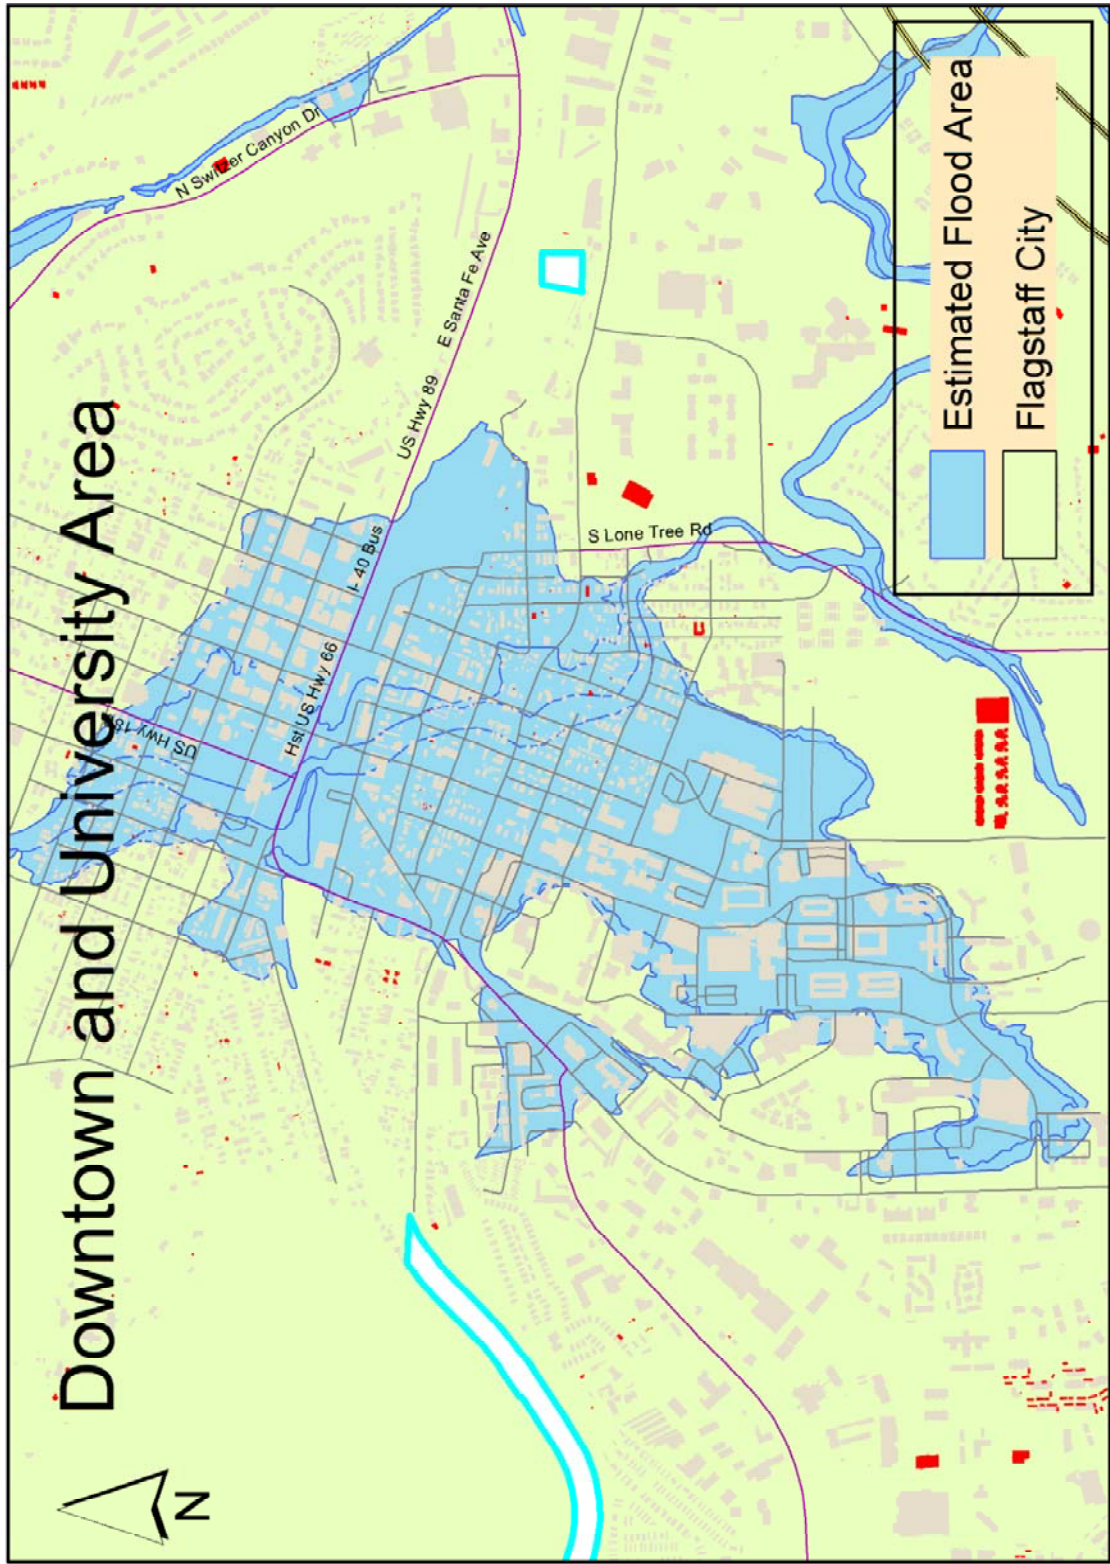 Downtown and University Area
N
N Switzer Canyon Dr
US Hwy 180
Hst US Hwy 66
I- 40 Bus
US Hwy 89
E Santa Fe Ave
S Lone Tree Rd
Estimated Flood Area
Flagstaff City